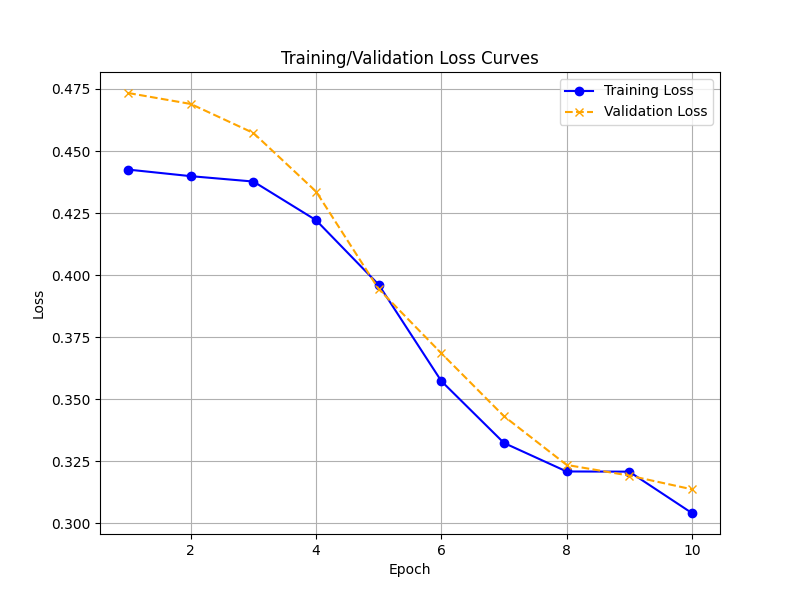 Training/Validation Loss Curves
Training Loss
Validation Loss
0.475
0.450
0.425
0.400
0.375
0.350
0.325
0.300
Loss
2
4
6
8
10
Epoch